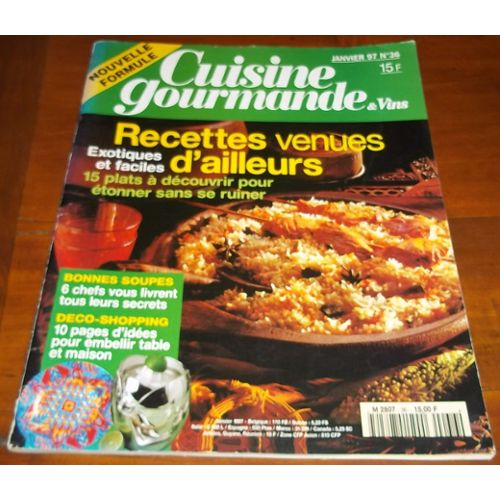 NOUVELLE
FORMULE
JANVIER 97 N°36
15 F
Cuisine
gourmande & Vins
Recettes venues
d'ailleurs
Exotiques
et faciles
15 plats à découvrir pour
étonner sans se ruiner
BONNES SOUPES
6 chefs vous livrent
tous leurs secrets
DECO-SHOPPING
10 pages d'idées
pour embellir table
et maison
M 2807 15,00 F